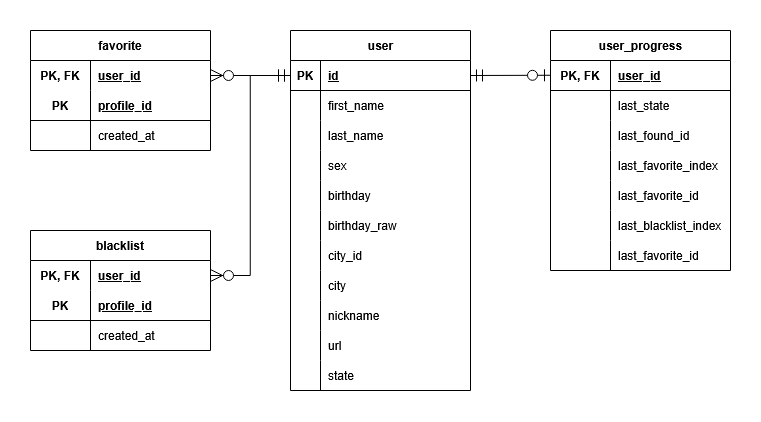 favorite
PK, FK user_id
PK profile_id
created_at
blacklist
PK, FK user_id
PK profile_id
created_at
user
PK id
first_name
last_name
sex
birthday
birthday_raw
city_id
city
nickname
url
state
user_progress
PK, FK user_id
last_state
last_found_id
last_favorite_index
last_favorite_id
last_blacklist_index
last_favorite_id